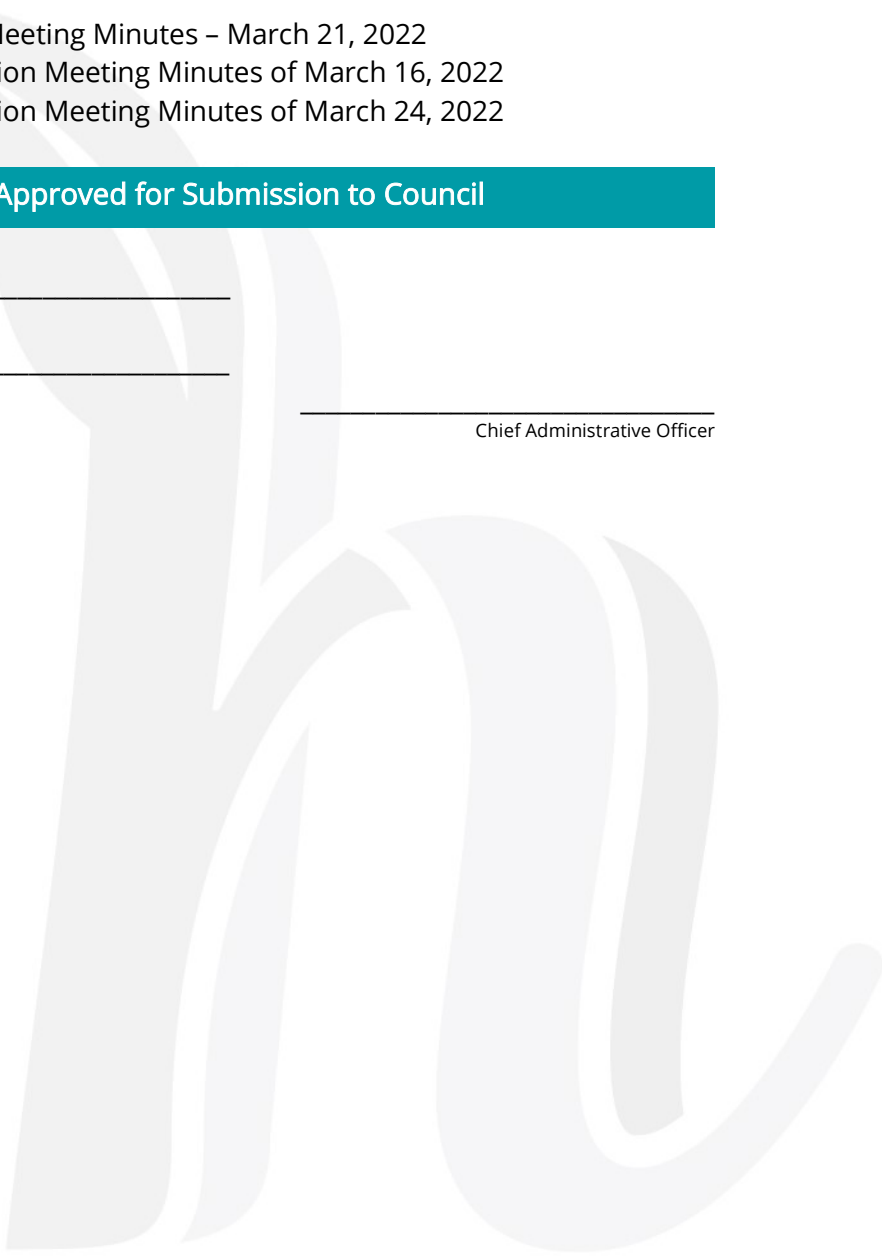 Meeting Minutes – March 21, 2022
ion Meeting Minutes of March 16, 2022
ion Meeting Minutes of March 24, 2022
Approved for Submission to Council
Chief Administrative Officer